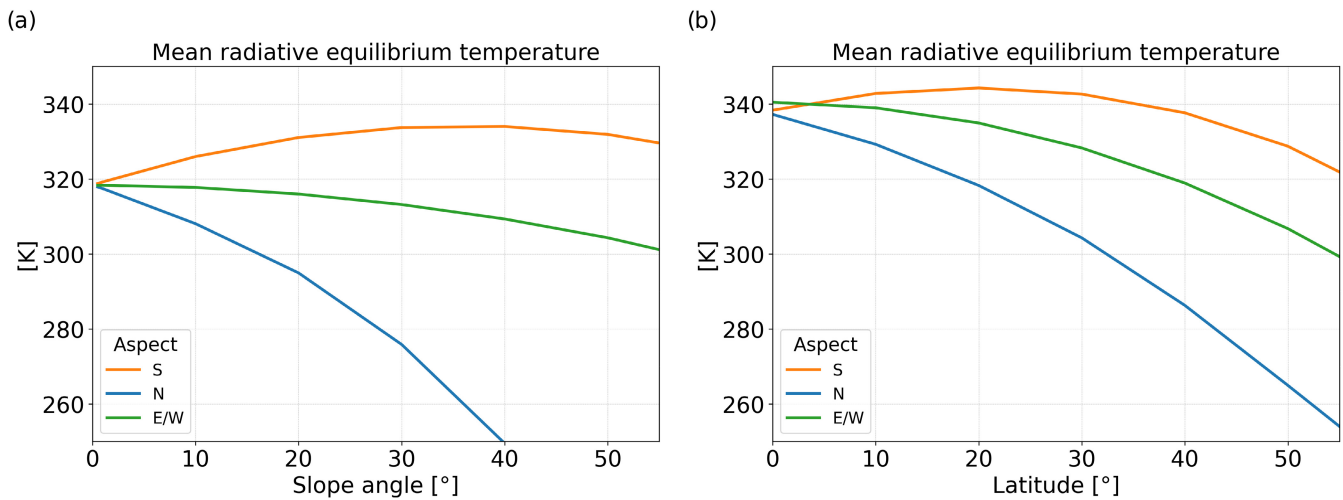 (a)
Mean radiative equilibrium temperature
[K]
340
320
300
280
260
Aspect
S
N
E/W
0 10 20 30 40 50
Slope angle [°]
(b)
Mean radiative equilibrium temperature
[K]
340
320
300
280
260
Aspect
S
N
E/W
0 10 20 30 40 50
Latitude [°]